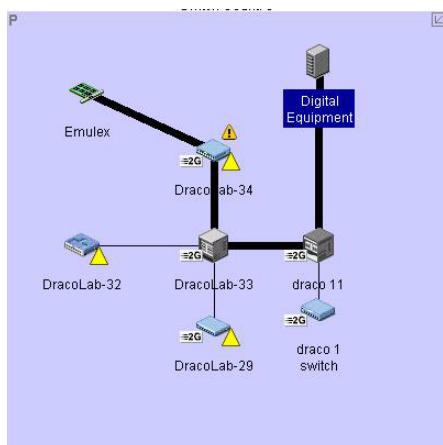 P
Digital
Equipment
Emulex
=2G
DracoLab-34
=2G
=2G
DracoLab-32
DracoLab-33
draco 11
=2G
=2G
DracoLab-29
draco 1
switch